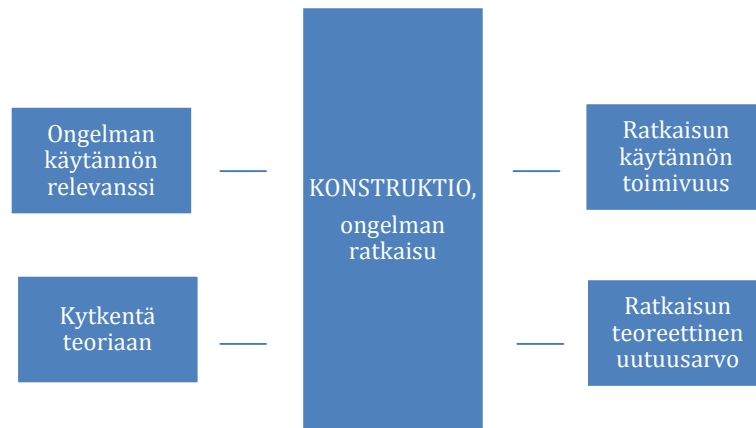 Ongelman
käytännön
relevanssi
Kytkentä
teoriaan
KONSTRUKTIO,
ongelman
ratkaisu
Ratkaisun
käytännön
toimivuus
Ratkaisun
teoreettinen
uutuusarvo